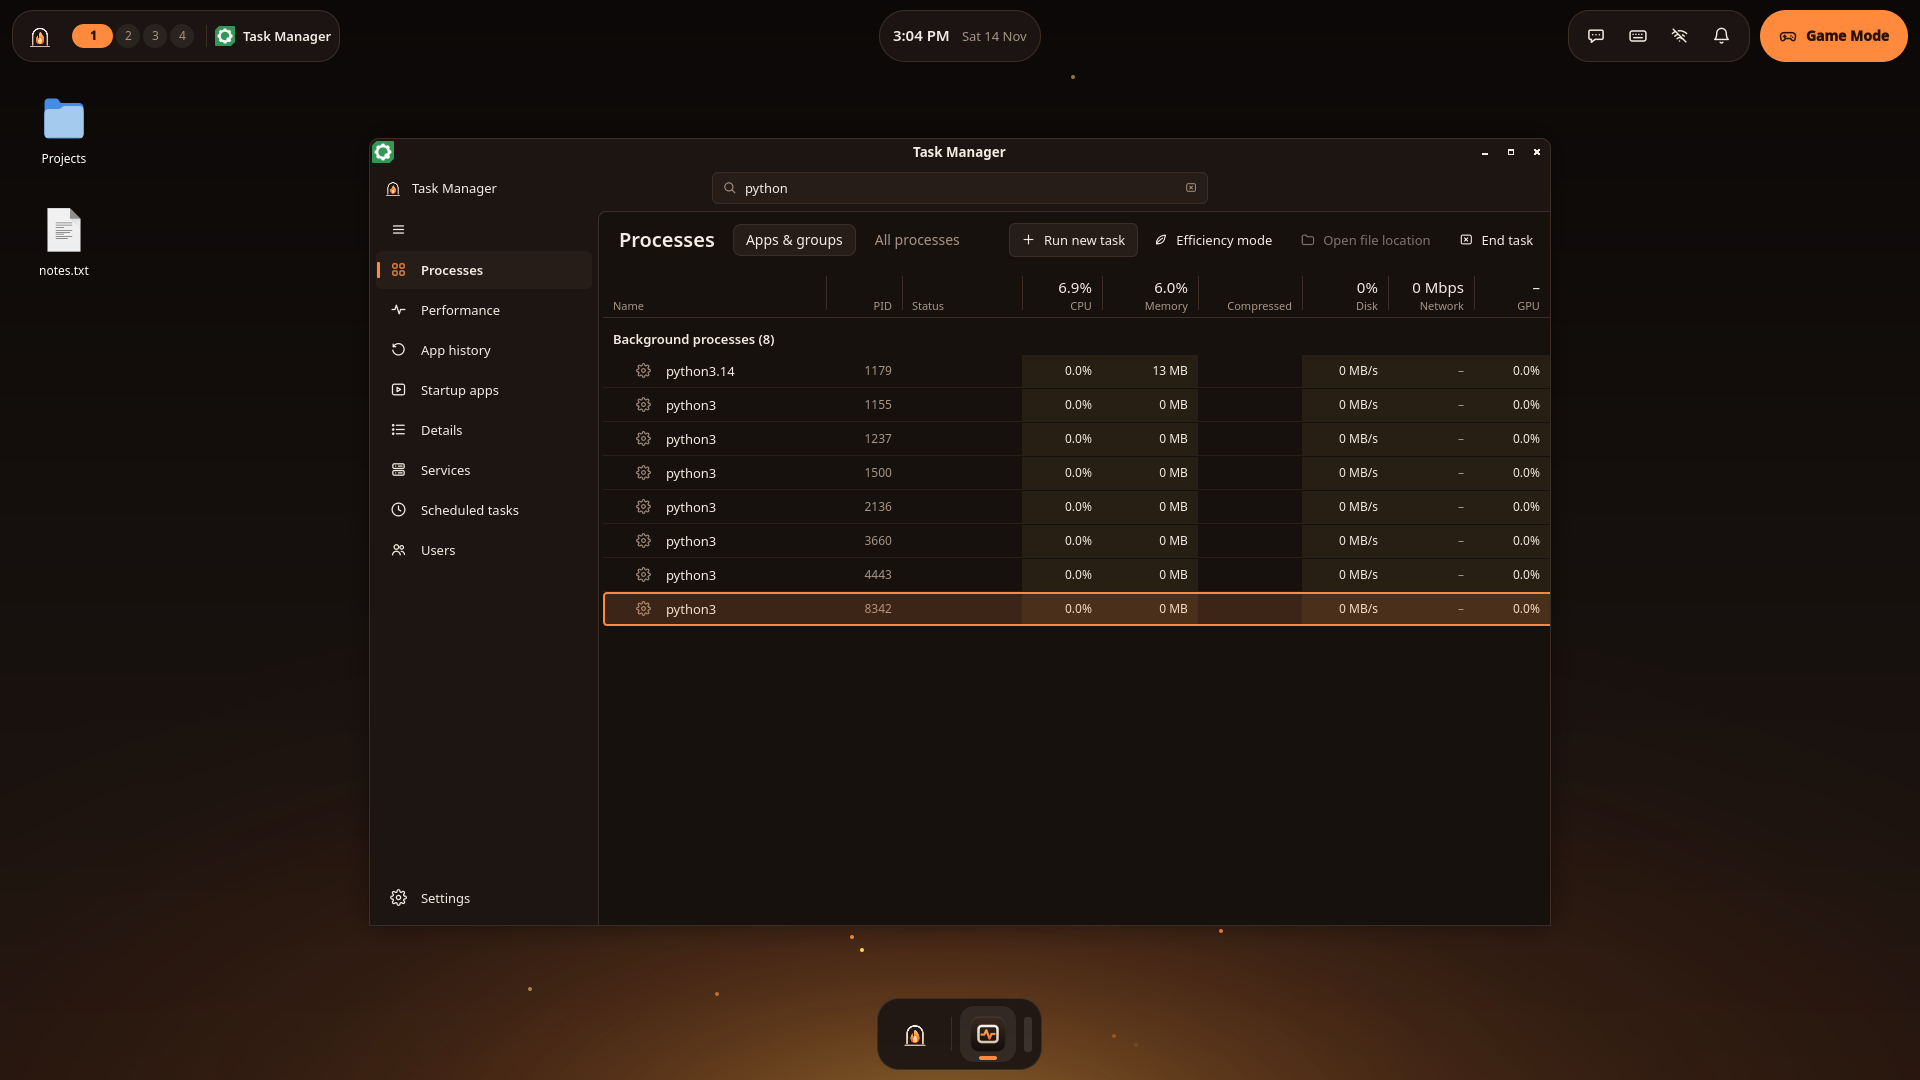 1 2 3 4 Task Manager
3:04 PM Sat 14 Nov
Game Mode
Projects
notes.txt
Task Manager
Task Manager
python
Processes
Performance
App history
Startup apps
Details
Services
Scheduled tasks
Users
Settings
Processes Apps & groups All processes Run new task Efficiency mode Open file location End task
6.9% 6.0% 0% 0 Mbps –
Name PID Status CPU Memory Compressed Disk Network GPU
Background processes (8)
python3.14 1179 0.0% 13 MB 0 MB/s – 0.0%
python3 1155 0.0% 0 MB 0 MB/s – 0.0%
python3 1237 0.0% 0 MB 0 MB/s – 0.0%
python3 1500 0.0% 0 MB 0 MB/s – 0.0%
python3 2136 0.0% 0 MB 0 MB/s – 0.0%
python3 3660 0.0% 0 MB 0 MB/s – 0.0%
python3 4443 0.0% 0 MB 0 MB/s – 0.0%
python3 8342 0.0% 0 MB 0 MB/s – 0.0%